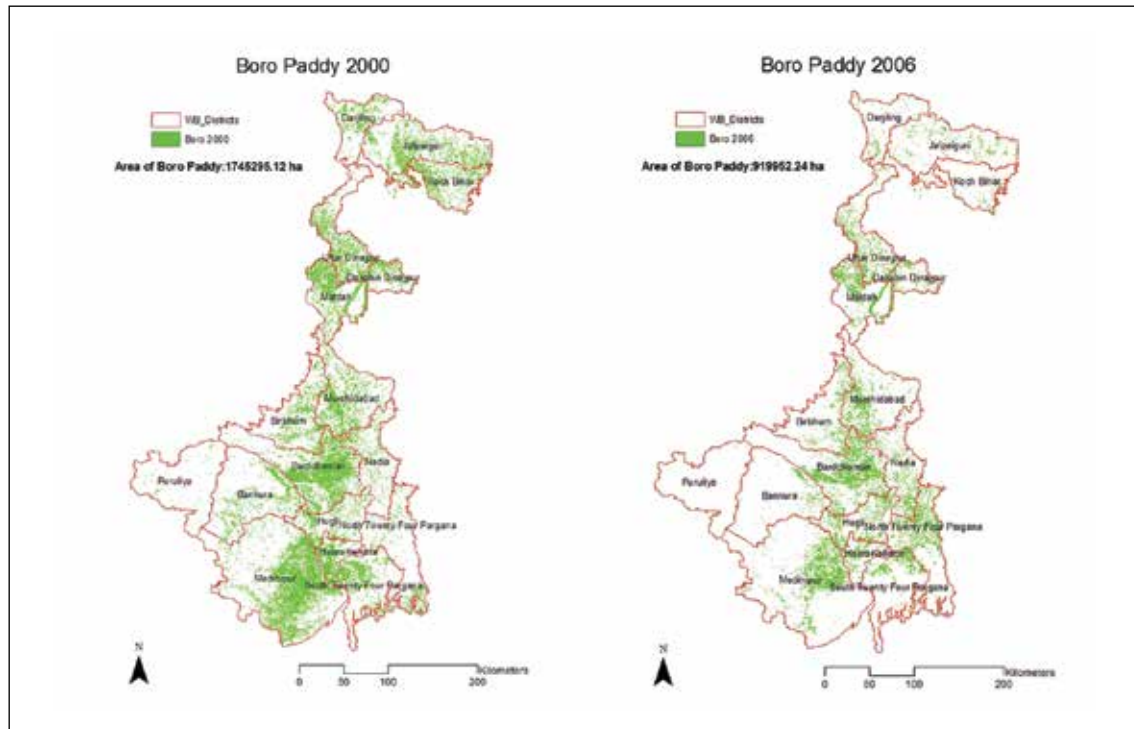 Boro Paddy 2000
WB_Districts
Boro 2000
Area of Boro Paddy:1745295.12 ha
Darjling
Jalpaiguri
Koch Bihar
Uttar Dinajpur
Dakshin Dinajpur
Maldah
Murshidabad
Birbhum
Barddhaman
Nadia
Puruliya
Bankura
Hugli
North Twenty Four Pargana
Medinipur
South Twenty Four Pargana
N
0 50 100 200
Kilometers
Boro Paddy 2006
WB_Districts
Area of Boro Paddy:919952.24 ha
Darjling
Jalpaiguri
Koch Bihar
Uttar Dinajpur
Dakshin Dinajpur
Maldah
Murshidabad
Birbhum
Barddhaman
Nadia
Puruliya
Bankura
Hugli
North Twenty Four Pargana
Medinipur
South Twenty Four Pargana
N
0 50 100 200
Kilometers